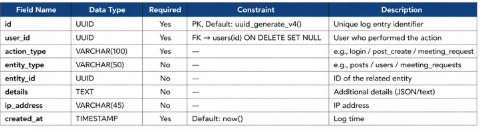 Field Name Data Type Required Constraint Description
id UUID Yes PK, Default: uuid_generate_v4() Unique log entry identifier
user_id UUID Yes FK → users(id) ON DELETE SET NULL User who performed the action
action_type VARCHAR(100) Yes — e.g., login / post_create / meeting_request
entity_type VARCHAR(50) No — e.g., posts / users / meeting_requests
entity_id UUID No — ID of the related entity
details TEXT No — Additional details (JSON/text)
ip_address VARCHAR(45) No — IP address
created_at TIMESTAMP Yes Default: now() Log time